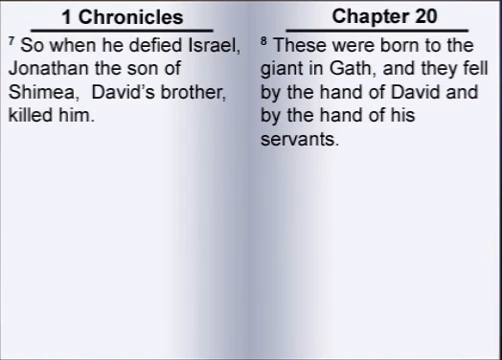 1 Chronicles
7 So when he defied Israel,
Jonathan the son of
Shimea, David's brother,
killed him.
Chapter 20
8 These were born to the
giant in Gath, and they fell
by the hand of David and
by the hand of his
servants.